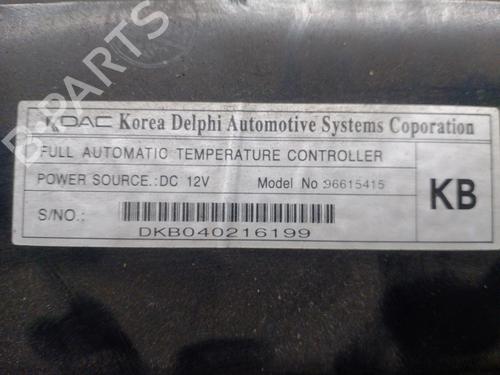 KDAC Korea Delphi Automotive Systems Coporation
FULL AUTOMATIC TEMPERATURE CONTROLLER
POWER SOURCE.:DC 12V Model No :96615415
KB
S/NO.:
DKB040216199
B-PARTS